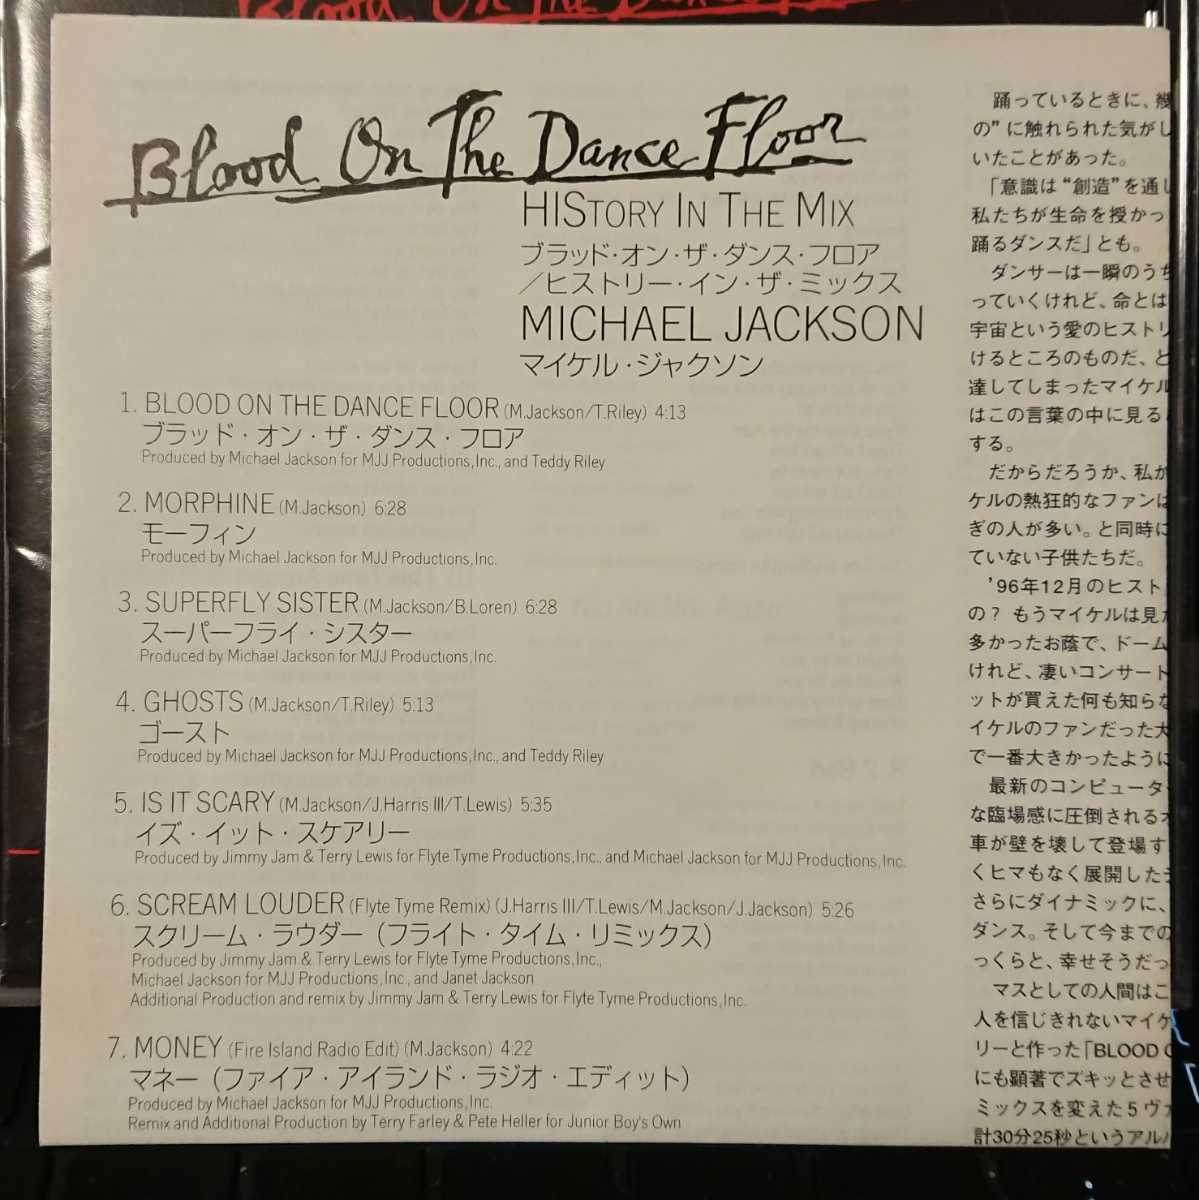 Blood On The Dance Floor
Blood On The Dance Floor
HISTORY IN THE MIX
ブラッド・オン・ザ・ダンス・フロア
／ヒストリー・イン・ザ・ミックス
MICHAEL JACKSON
マイケル・ジャクソン
1. BLOOD ON THE DANCE FLOOR (M.Jackson/T.Riley) 4:13
ブラッド・オン・ザ・ダンス・フロア
Produced by Michael Jackson for MJJ Productions,Inc., and Teddy Riley
2. MORPHINE (M.Jackson) 6:28
モーフィン
Produced by Michael Jackson for MJJ Productions,Inc.
3. SUPERFLY SISTER (M.Jackson/B.Loren) 6:28
スーパーフライ・シスター
Produced by Michael Jackson for MJJ Productions,Inc.
4. GHOSTS (M.Jackson/T.Riley) 5:13
ゴースト
Produced by Michael Jackson for MJJ Productions,Inc., and Teddy Riley
5. IS IT SCARY (M.Jackson/J.Harris III/T.Lewis) 5:35
イズ・イット・スケアリー
Produced by Jimmy Jam & Terry Lewis for Flyte Tyme Productions,Inc., and Michael Jackson for MJJ Productions,Inc.
6. SCREAM LOUDER (Flyte Tyme Remix) (J.Harris III/T.Lewis/M.Jackson/J.Jackson) 5:26
スクリーム・ラウダー（フライト・タイム・リミックス）
Produced by Jimmy Jam & Terry Lewis for Flyte Tyme Productions,Inc.,
Michael Jackson for MJJ Productions,Inc., and Janet Jackson
Additional Production and remix by Jimmy Jam & Terry Lewis for Flyte Tyme Productions,Inc.
7. MONEY (Fire Island Radio Edit) (M.Jackson) 4:22
マネー（ファイア・アイランド・ラジオ・エディット）
Produced by Michael Jackson for MJJ Productions,Inc.
Remix and Additional Production by Terry Farley & Pete Heller for Junior Boy's Own
踊っているときに、幾
の”に触れられた気がし
いたことがあった。
「意識は“創造”を通し
私たちが生命を授かっ
踊るダンスだ」とも。
ダンサーは一瞬のうち
っていくけれど、命とは
宇宙という愛のヒストリ
けるところのものだ、と
達してしまったマイケル
はこの言葉の中に見る
する。
だからだろうか、私が
ケルの熱狂的なファンは
ぎの人が多い。と同時に
ていない子供たちだ。
’96年12月のヒスト
の？ もうマイケルは見
多かったお蔭で、ドーム
けれど、凄いコンサート
ットが買えた何も知らな
イケルのファンだった大
で一番大きかったように
最新のコンピュータ
な臨場感に圧倒される
車が壁を壊して登場す
くヒマもなく展開した
さらにダイナミックに、
ダンス。そして今までの
っくらと、幸せそうだっ
マスとしての人間はこ
人を信じきれないマイケ
リーと作った「BLOOD
にも顕著でズキッとさせ
ミックスを変えた５ヴァ
計30分25秒というアル